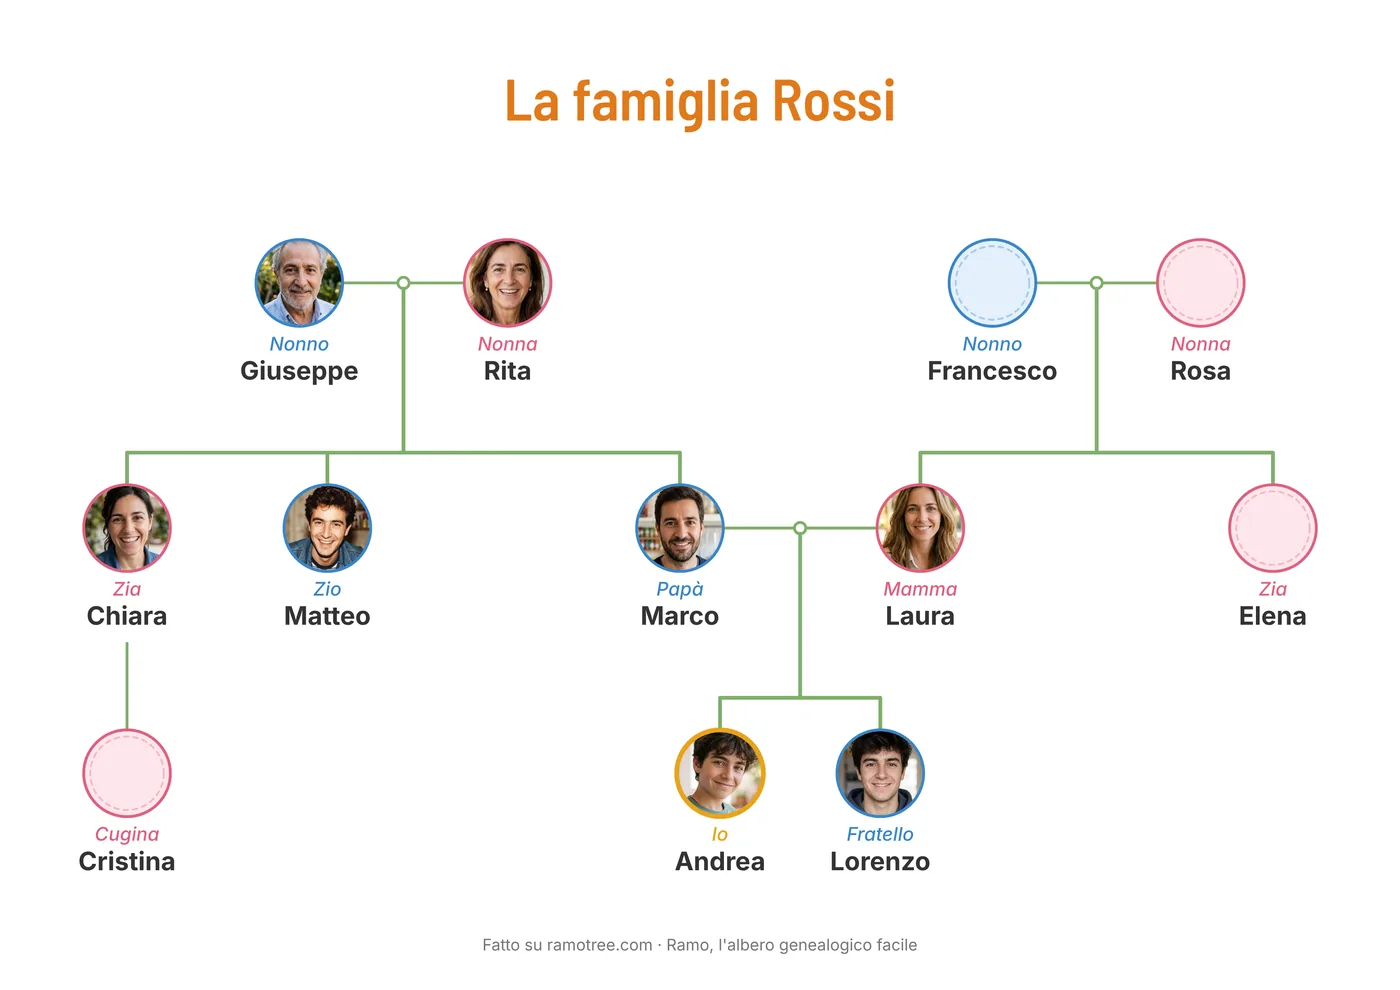 La famiglia Rossi
Nonno
Giuseppe
Nonna
Rita
Nonno
Francesco
Nonna
Rosa
Zia
Chiara
Zio
Matteo
Papà
Marco
Mamma
Laura
Zia
Elena
Cugina
Cristina
Io
Andrea
Fratello
Lorenzo
Fatto su ramotree.com · Ramo, l'albero genealogico facile